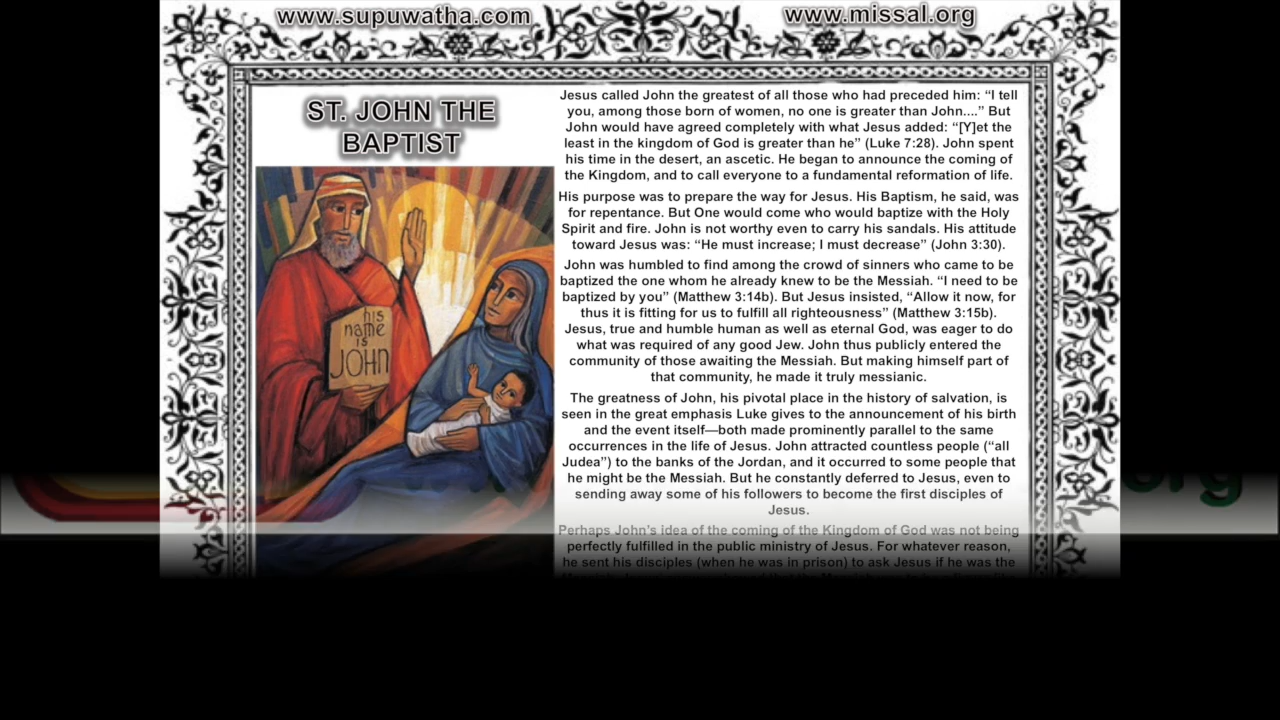 www.supuwatha.com
www.missal.org
ST. JOHN THE
BAPTIST
his
name
is
JOHN
Jesus called John the greatest of all those who had preceded him: “I tell
you, among those born of women, no one is greater than John....” But
John would have agreed completely with what Jesus added: “[Y]et the
least in the kingdom of God is greater than he” (Luke 7:28). John spent
his time in the desert, an ascetic. He began to announce the coming of
the Kingdom, and to call everyone to a fundamental reformation of life.
His purpose was to prepare the way for Jesus. His Baptism, he said, was
for repentance. But One would come who would baptize with the Holy
Spirit and fire. John is not worthy even to carry his sandals. His attitude
toward Jesus was: “He must increase; I must decrease” (John 3:30).
John was humbled to find among the crowd of sinners who came to be
baptized the one whom he already knew to be the Messiah. “I need to be
baptized by you” (Matthew 3:14b). But Jesus insisted, “Allow it now, for
thus it is fitting for us to fulfill all righteousness” (Matthew 3:15b).
Jesus, true and humble human as well as eternal God, was eager to do
what was required of any good Jew. John thus publicly entered the
community of those awaiting the Messiah. But making himself part of
that community, he made it truly messianic.
The greatness of John, his pivotal place in the history of salvation, is
seen in the great emphasis Luke gives to the announcement of his birth
and the event itself—both made prominently parallel to the same
occurrences in the life of Jesus. John attracted countless people (“all
Judea”) to the banks of the Jordan, and it occurred to some people that
he might be the Messiah. But he constantly deferred to Jesus, even to
sending away some of his followers to become the first disciples of
Jesus.
Perhaps John’s idea of the coming of the Kingdom of God was not being
perfectly fulfilled in the public ministry of Jesus. For whatever reason,
he sent his disciples (when he was in prison) to ask Jesus if he was the
org